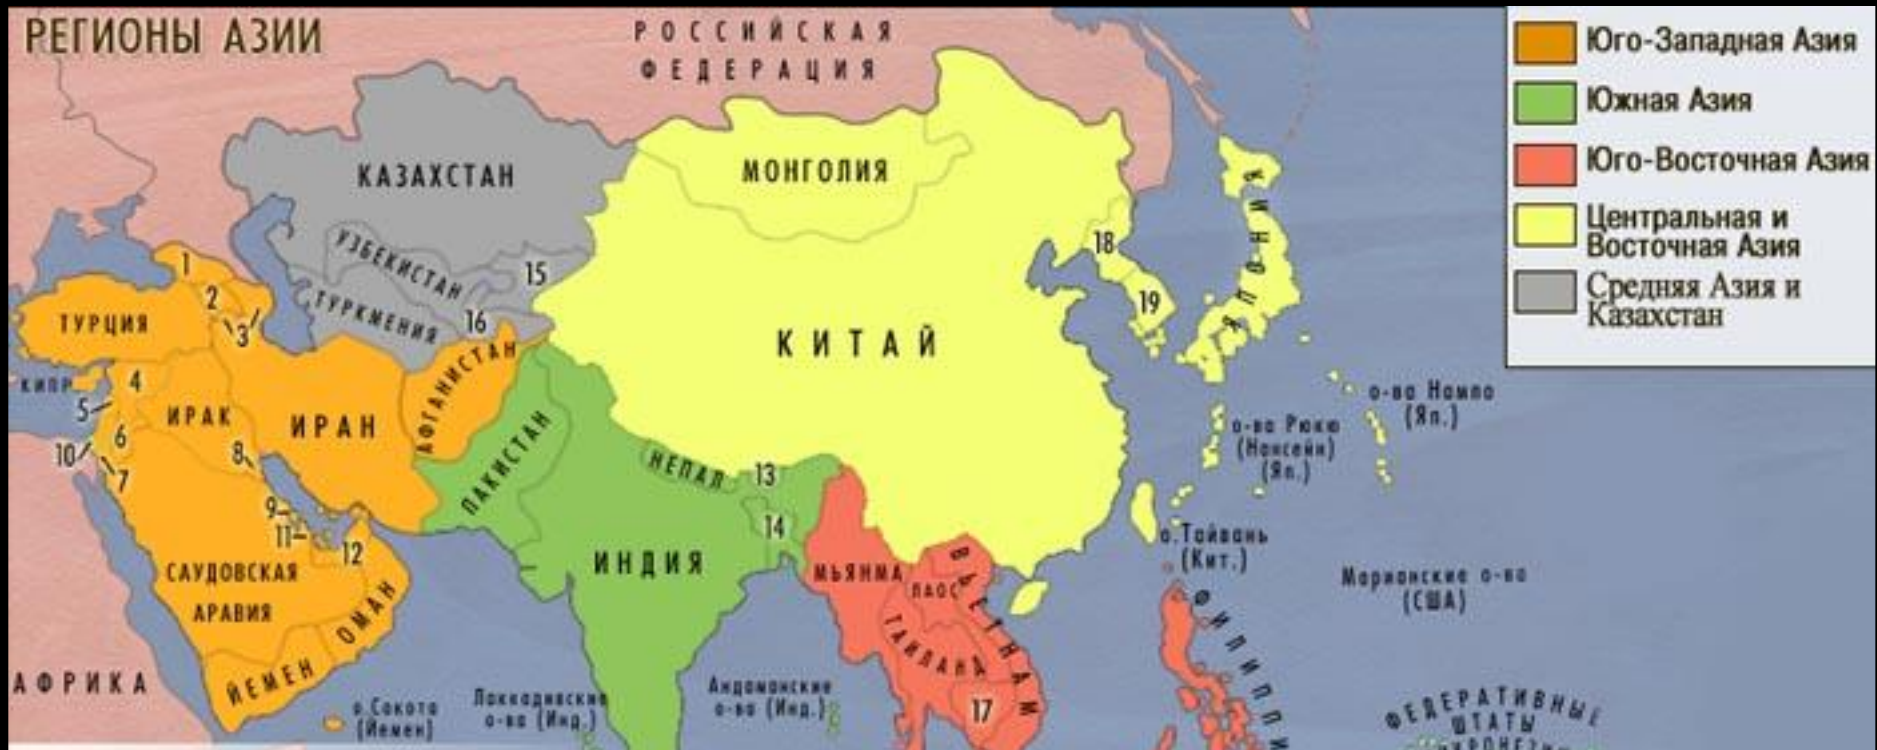 РЕГИОНЫ АЗИИ
РОССИЙСКАЯ
ФЕДЕРАЦИЯ
Юго-Западная Азия
Южная Азия
Юго-Восточная Азия
Центральная и
Восточная Азия
Средняя Азия и
Казахстан
КАЗАХСТАН
МОНГОЛИЯ
УЗБЕКИСТАН
ТУРКМЕНИЯ
15
16
18
19
ЯПОНИЯ
1
2
3
ТУРЦИЯ
КИТАЙ
КИПР
4
5
6
7
8
10
ИРАК
ИРАН
АФГАНИСТАН
ПАКИСТАН
НЕПАЛ
13
14
о-ва Нампо
(Яп.)
о-ва Рюкю
(Нансейи)
(Яп.)
9
11
12
САУДОВСКАЯ
АРАВИЯ
ОМАН
ЙЕМЕН
ИНДИЯ
МЬЯНМА
ЛАОС
ВЬЕТНАМ
ТАИЛАНД
17
о.Тайвань
(Кит.)
Марианские о-ва
(США)
АФРИКА
о.Сокота
(Йемен)
Лаккадивские
о-ва (Инд.)
Андаманские
о-ва (Инд.)
ФИЛИППИ
ФЕДЕРАТИВНЫЕ
ШТАТЫ